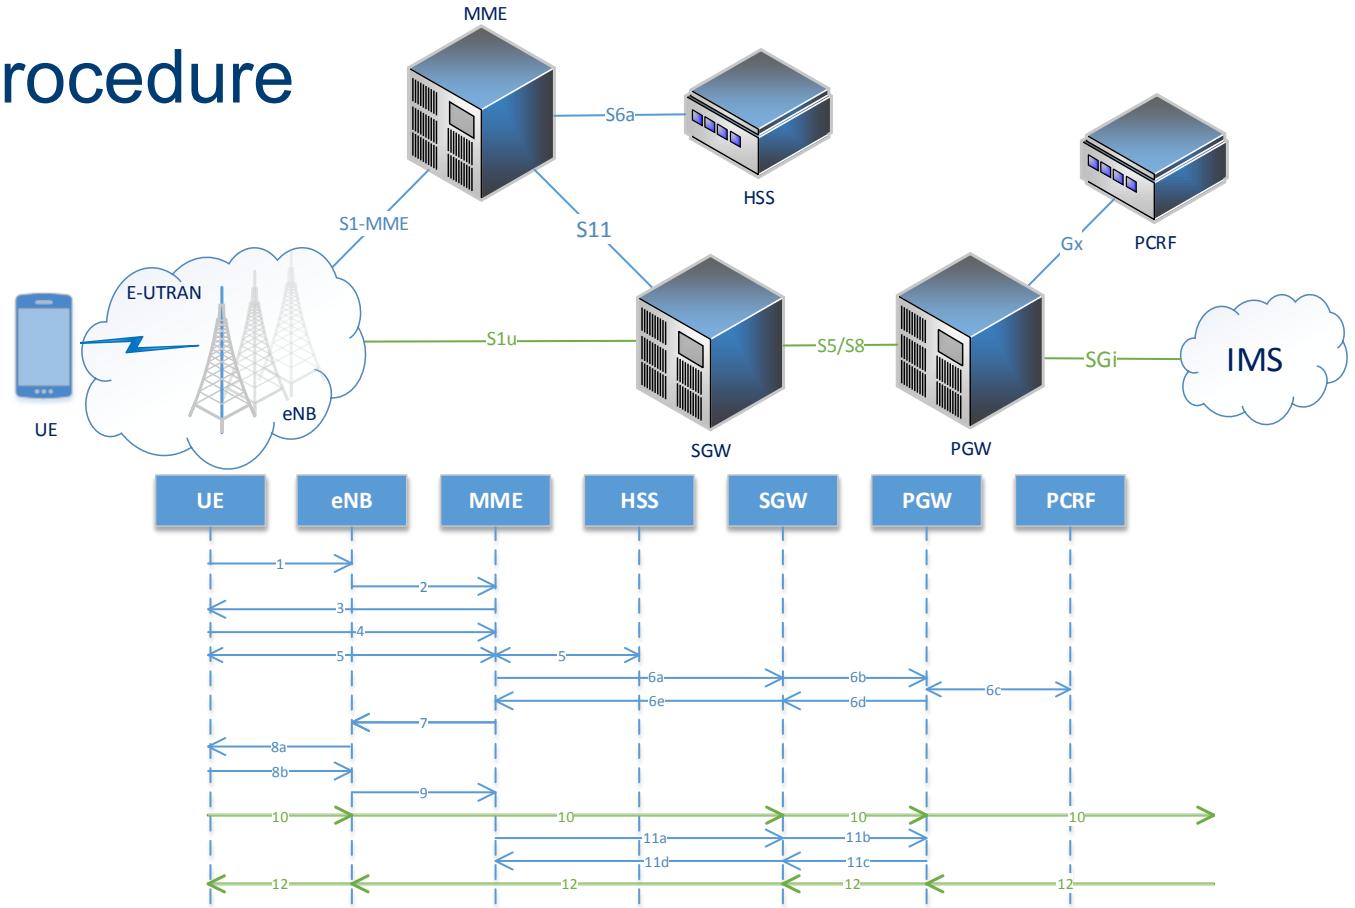 MME
rocedure
S6a
HSS
PCRF
S1-MME
S11
Gx
E-UTRAN
S1u
S5/S8
SGi
IMS
eNB
UE
SGW
PGW
UE eNB MME HSS SGW PGW PCRF
1
2
3
4
5 5
6a 6b
6c
6e 6d
7
8a
8b
9
10 10 10 10
11a 11b
11d 11c
12 12 12 12